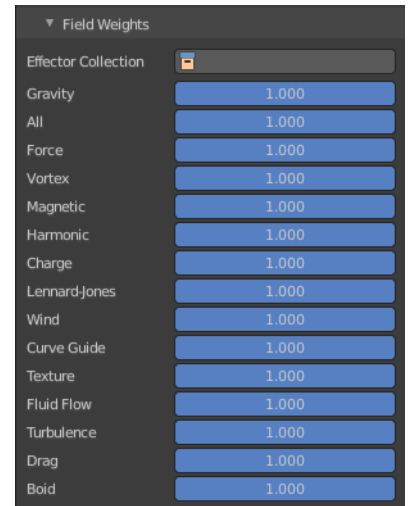 Field Weights
Effector Collection
Gravity 1.000
All 1.000
Force 1.000
Vortex 1.000
Magnetic 1.000
Harmonic 1.000
Charge 1.000
Lennard-Jones 1.000
Wind 1.000
Curve Guide 1.000
Texture 1.000
Fluid Flow 1.000
Turbulence 1.000
Drag 1.000
Boid 1.000